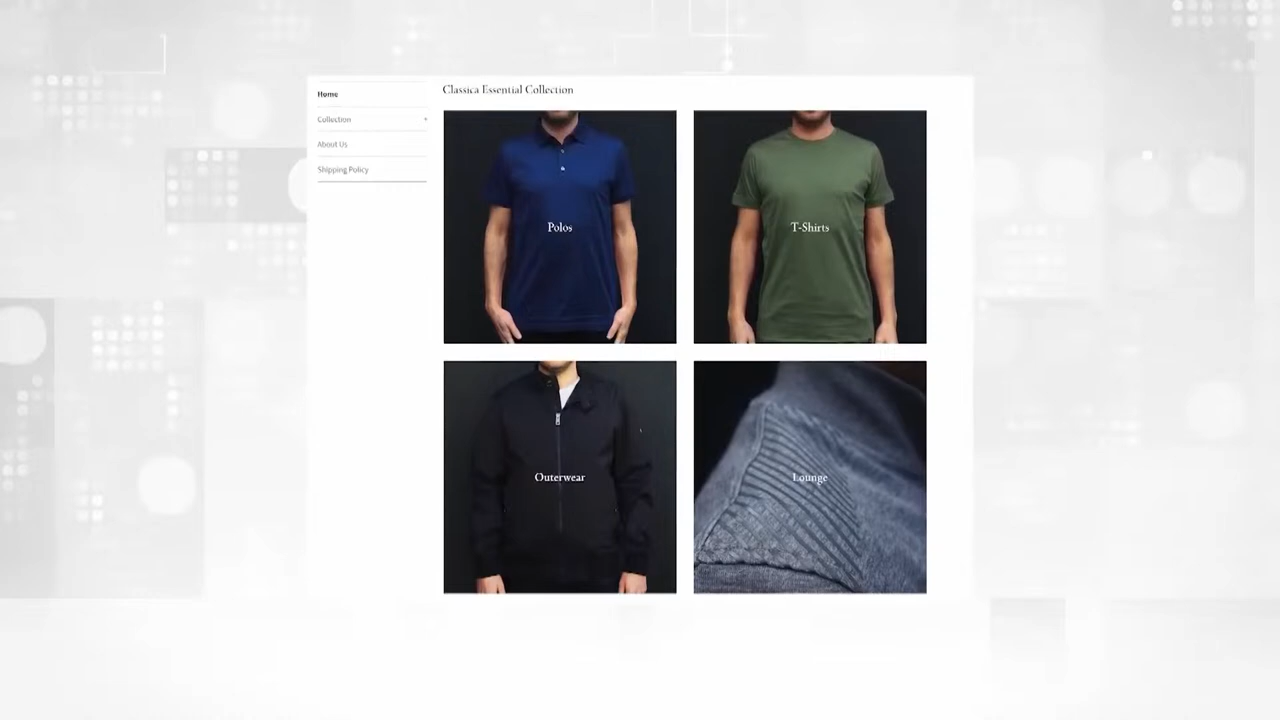 Home
Collection
About Us
Shipping Policy
Classica Essential Collection
Polos
T-Shirts
Outerwear
Lounge